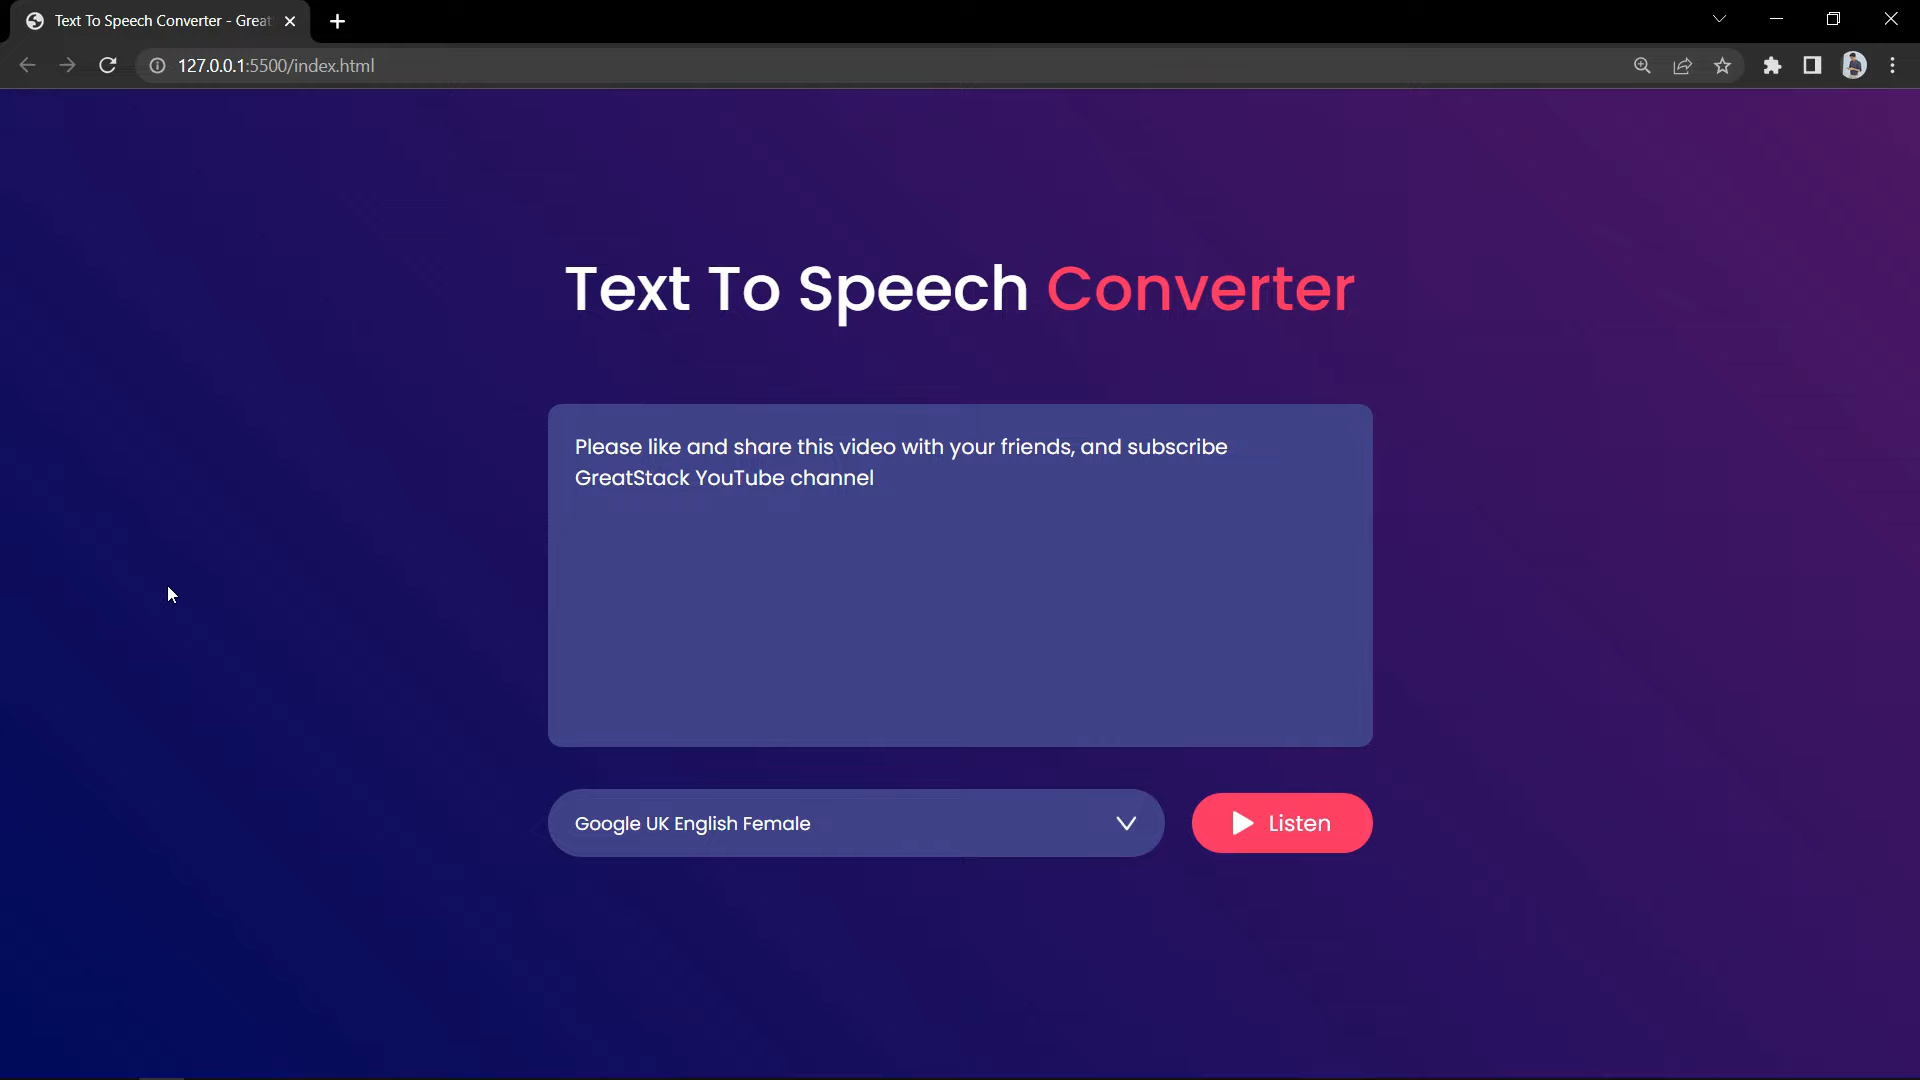 Text To Speech Converter - Great
127.0.0.1:5500/index.html
Text To Speech Converter
Please like and share this video with your friends, and subscribe
GreatStack YouTube channel
Google UK English Female
Listen